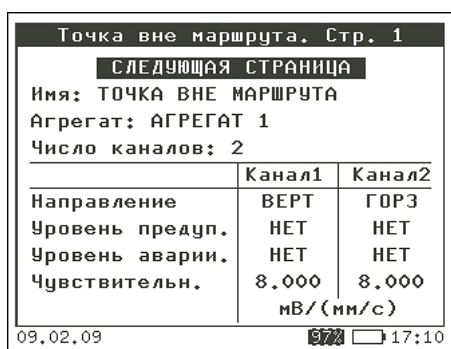 Точка вне маршрута. Стр. 1
СЛЕДУЮЩАЯ СТРАНИЦА
Имя: ТОЧКА ВНЕ МАРШРУТА
Агрегат: АГРЕГАТ 1
Число каналов: 2
Канал1 Канал2
Направление ВЕРТ ГОРЗ
Уровень предуп. НЕТ НЕТ
Уровень аварии. НЕТ НЕТ
Чувствительн. 8.000 8.000
мВ/(мм/с)
09.02.09 97% 17:10